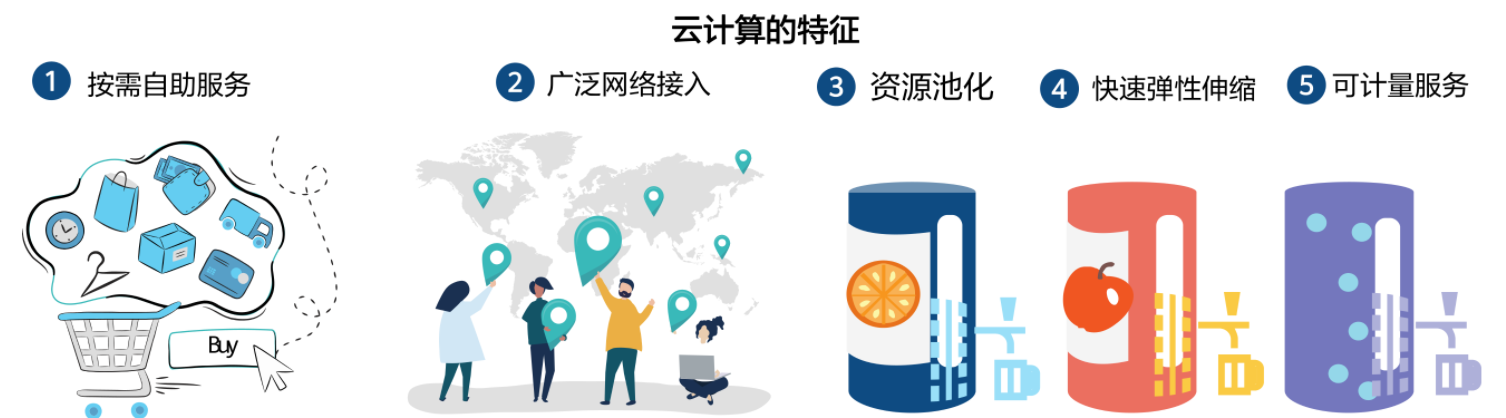 云计算的特征
1 按需自助服务
2 广泛网络接入
3 资源池化
4 快速弹性伸缩
5 可计量服务
Buy